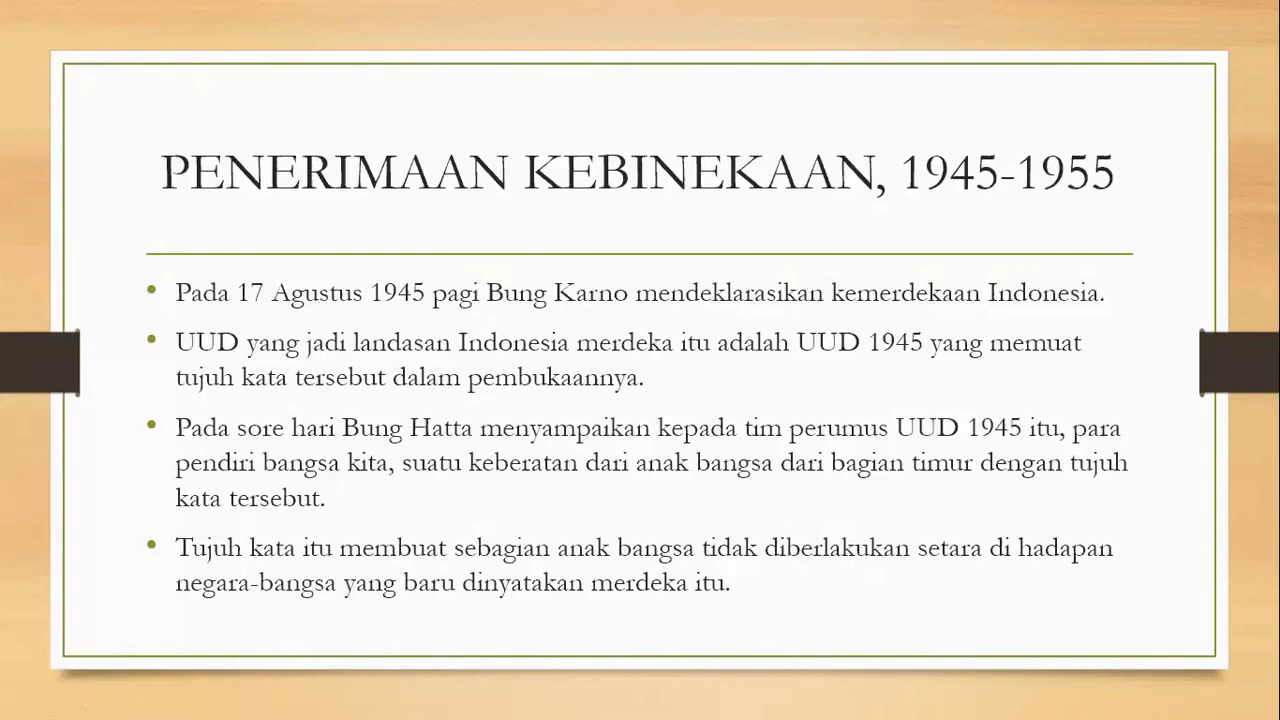 PENERIMAAN KEBINEKAAN, 1945-1955
• Pada 17 Agustus 1945 pagi Bung Karno mendeklarasikan kemerdekaan Indonesia.
• UUD yang jadi landasan Indonesia merdeka itu adalah UUD 1945 yang memuat
tujuh kata tersebut dalam pembukaannya.
• Pada sore hari Bung Hatta menyampaikan kepada tim perumus UUD 1945 itu, para
pendiri bangsa kita, suatu keberatan dari anak bangsa dari bagian timur dengan tujuh
kata tersebut.
• Tujuh kata itu membuat sebagian anak bangsa tidak diberlakukan setara di hadapan
negara-bangsa yang baru dinyatakan merdeka itu.